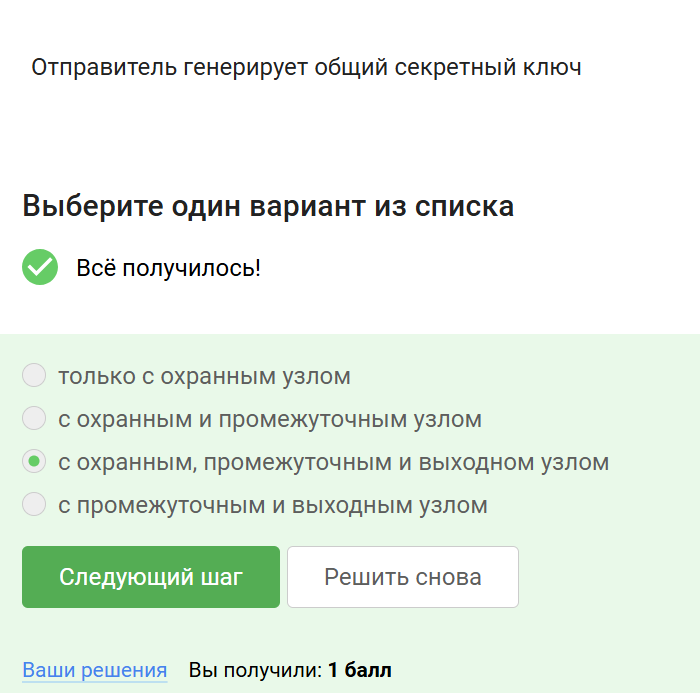 Отправитель генерирует общий секретный ключ
Выберите один вариант из списка
Всё получилось!
только с охранным узлом
с охранным и промежуточным узлом
с охранным, промежуточным и выходном узлом
с промежуточным и выходным узлом
Следующий шаг Решить снова
Ваши решения Вы получили: 1 балл